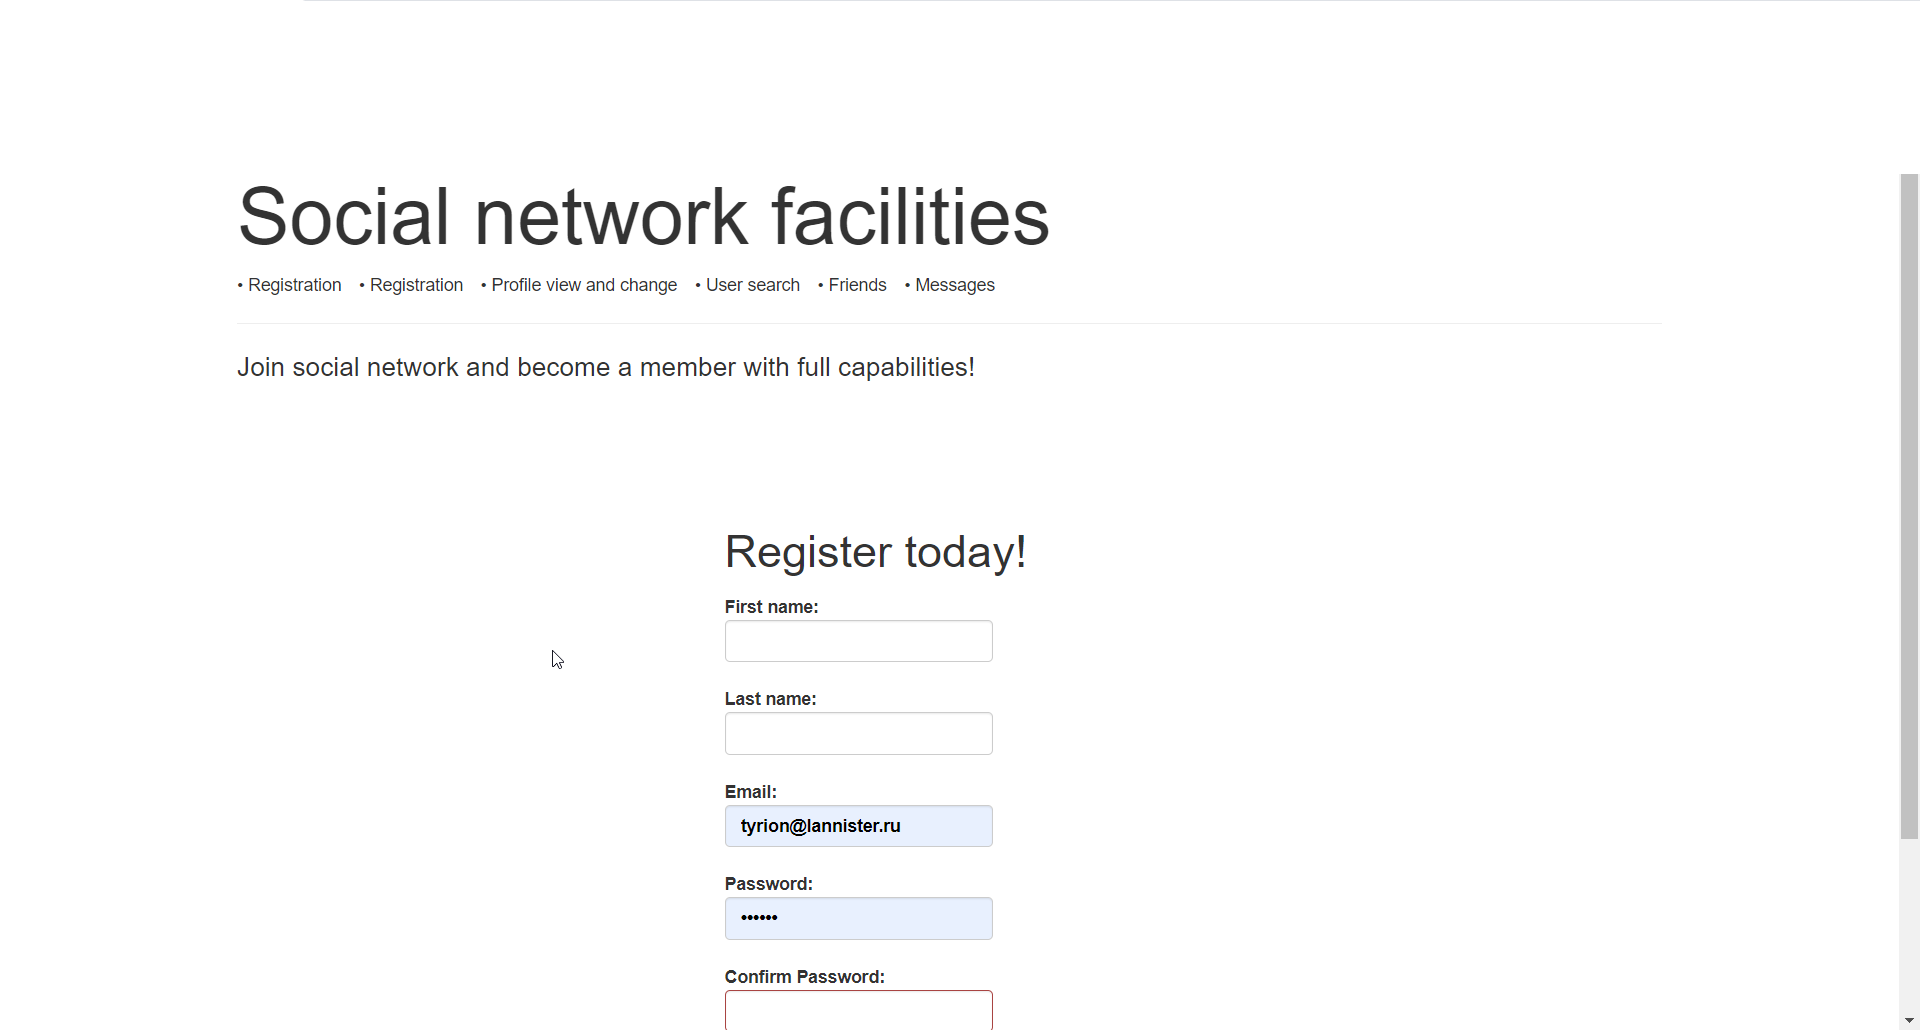 Social network facilities
• Registration • Registration • Profile view and change • User search • Friends • Messages
Join social network and become a member with full capabilities!
Register today!
First name:
Last name:
Email:
tyrion@lannister.ru
Password:
••••••
Confirm Password: